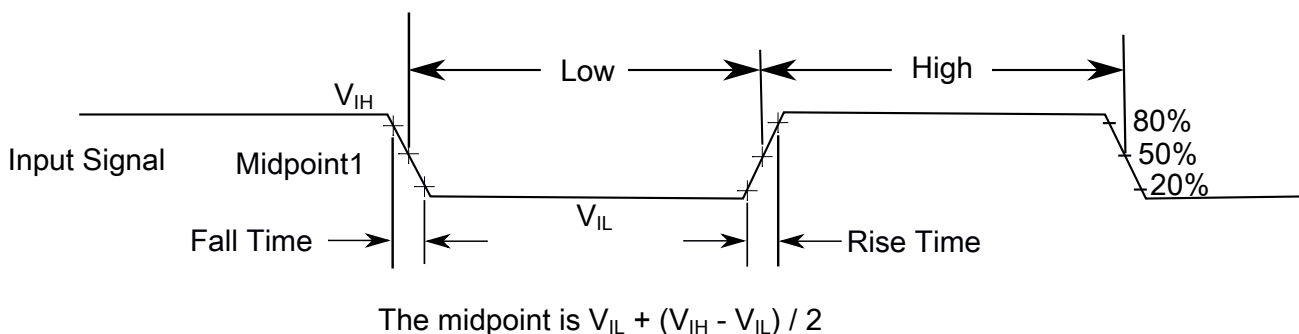 Low
High
V_IH
80%
Input Signal
Midpoint1
50%
20%
V_IL
Fall Time
Rise Time
The midpoint is V_IL + (V_IH - V_IL) / 2